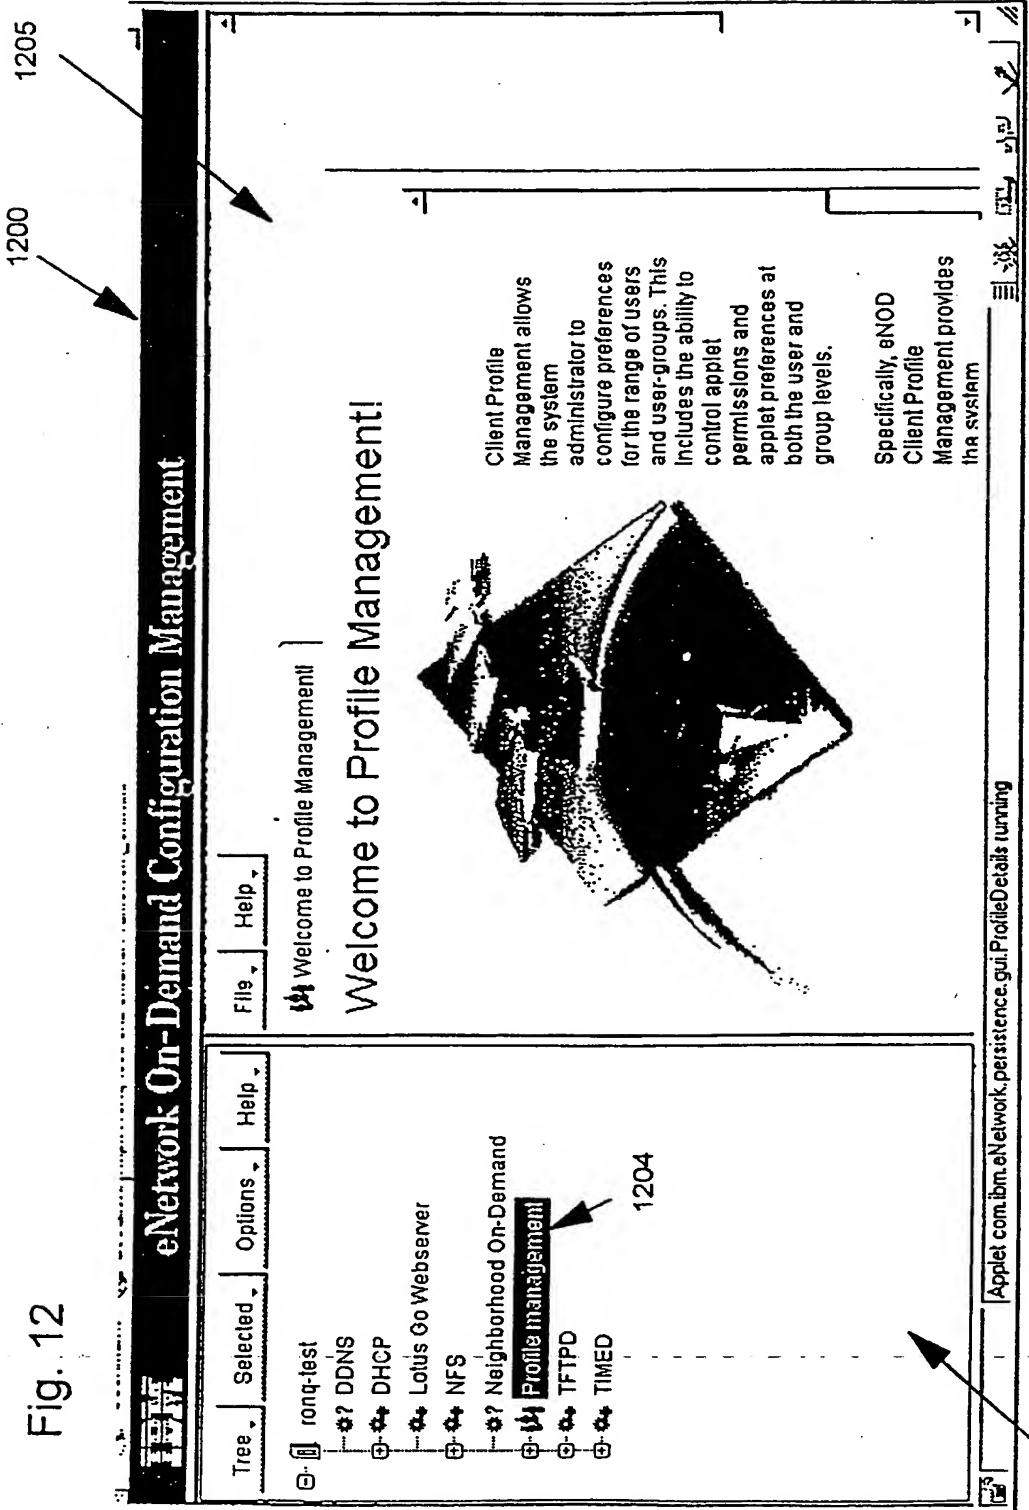 Fig. 12
1200
1205
IBM
eNetwork On-Demand Configuration Management
Tree
Selected
Options
Help
ronq-test
? DDNS
DHCP
Lotus Go Webserver
NFS
? Neighborhood On-Demand
Profile management
TFTPD
TIMED
1204
File
Help
Welcome to Profile Management!
Welcome to Profile Management!
Client Profile
Management allows
the system
administrator to
configure preferences
for the range of users
and user-groups. This
includes the ability to
control applet
permissions and
applet preferences at
both the user and
group levels.
Specifically, eNOD
Client Profile
Management provides
the system
Applet com.ibm.eNetwork.persistence.gui.ProfileDetails running